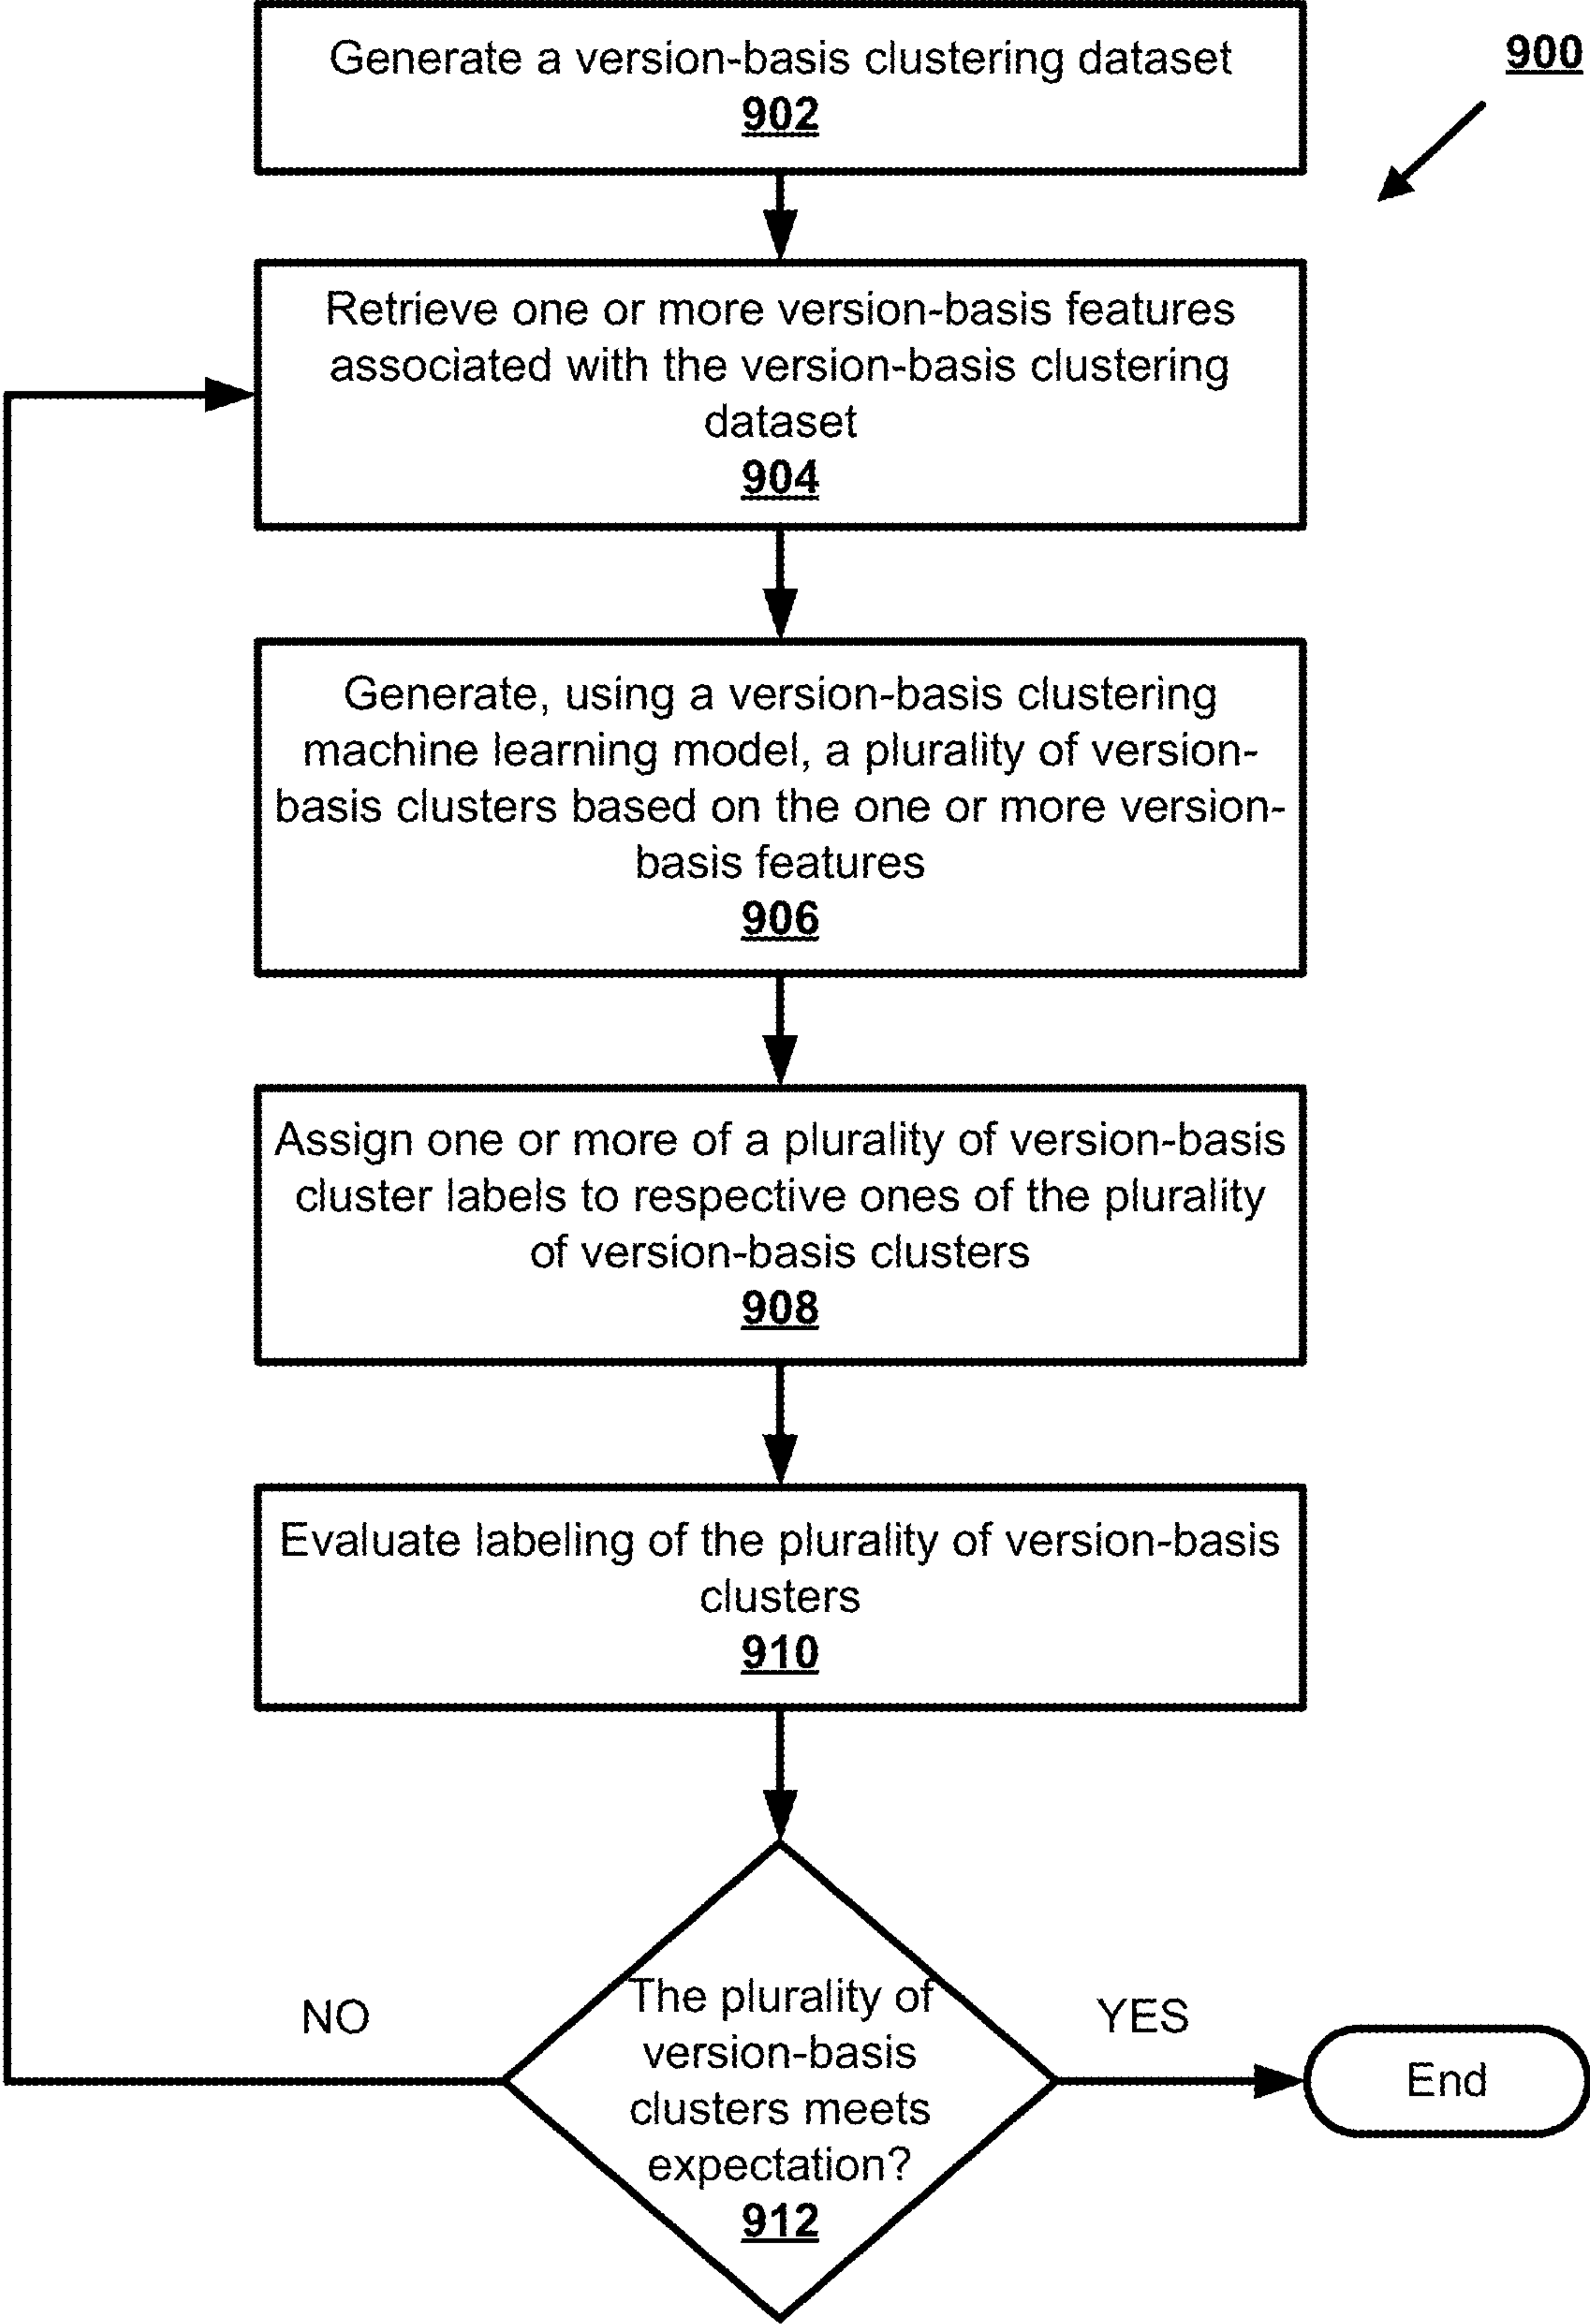 Generate a version-basis clustering dataset
902
900
Retrieve one or more version-basis features
associated with the version-basis clustering
dataset
904
Generate, using a version-basis clustering
machine learning model, a plurality of version-
basis clusters based on the one or more version-
basis features
906
Assign one or more of a plurality of version-basis
cluster labels to respective ones of the plurality
of version-basis clusters
908
Evaluate labeling of the plurality of version-basis
clusters
910
The plurality of
version-basis
clusters meets
expectation?
912
NO
YES
End